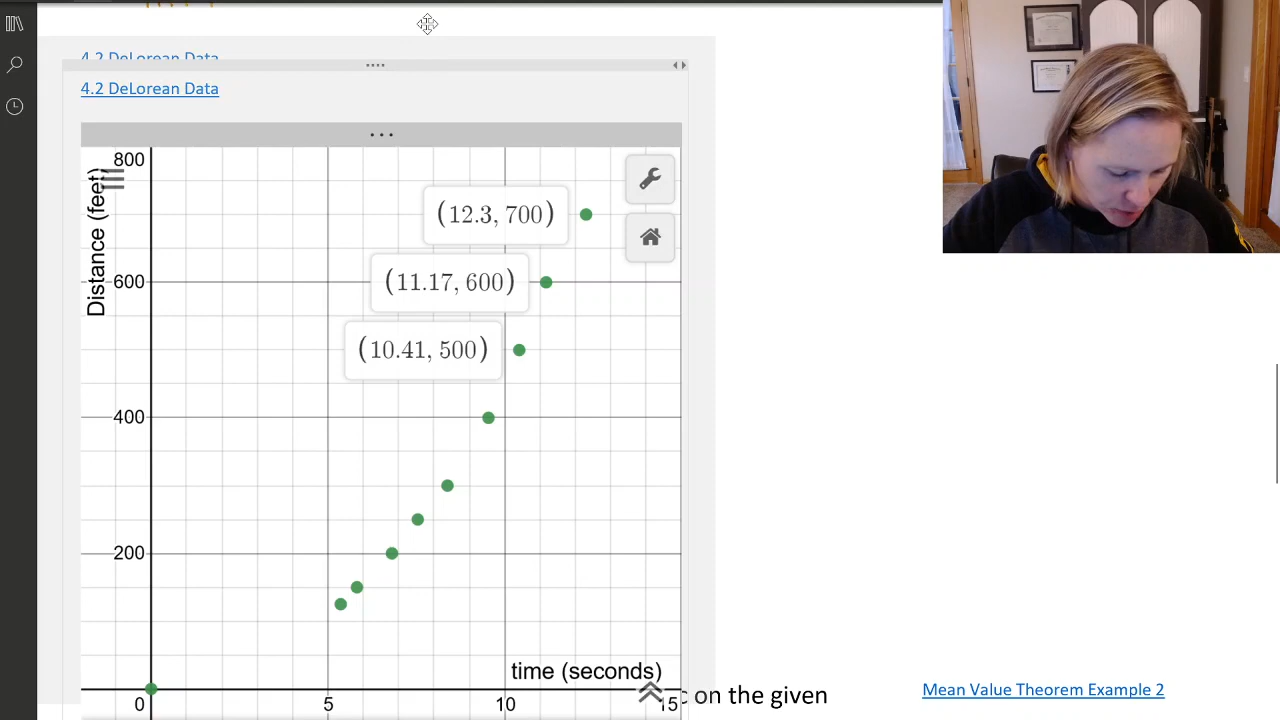 4.2 DeLorean Data
4.2 DeLorean Data
800
Distance (feet)
(12.3, 700)
600
(11.17, 600)
(10.41, 500)
400
200
time (seconds)
0
5
10
15
c on the given
Mean Value Theorem Example 2